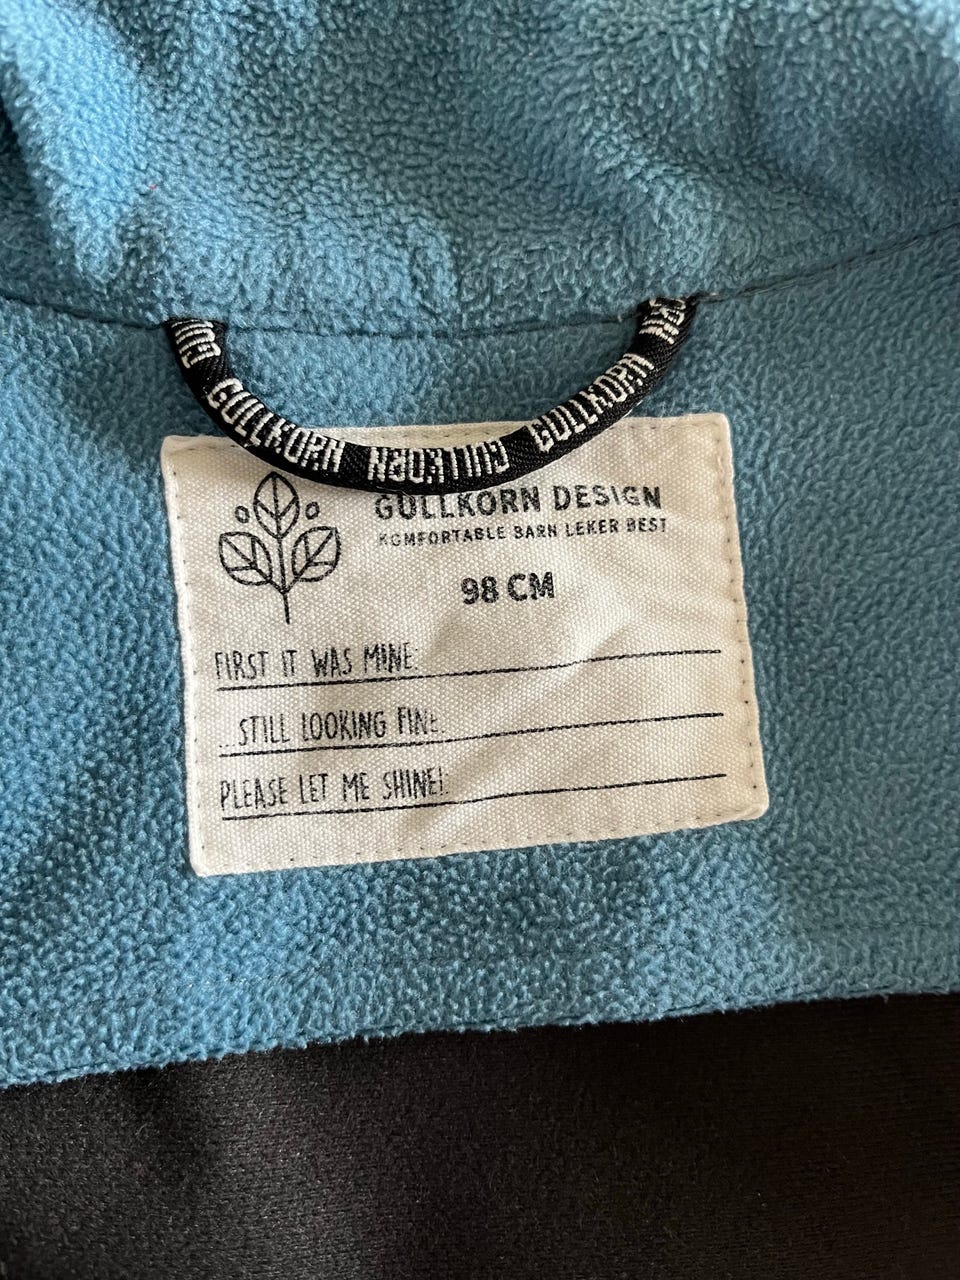 GULLKORN GULLKORN GULLKORN
GULLKORN DESIGN
KOMFORTABLE BARN LEKER BEST
98 CM
FIRST IT WAS MINE:
...STILL LOOKING FINE:
PLEASE LET ME SHINE!: